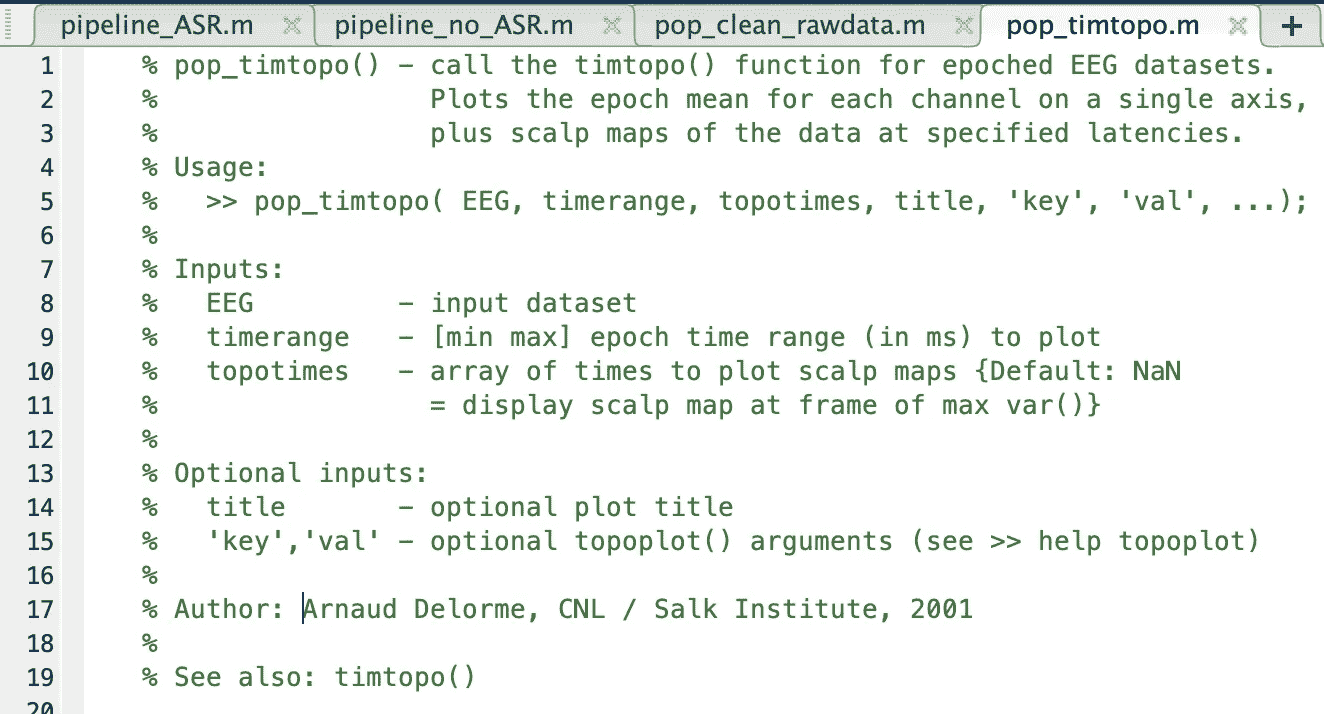 pipeline_ASR.m pipeline_no_ASR.m pop_clean_rawdata.m pop_timtopo.m +
1 % pop_timtopo() - call the timtopo() function for epoched EEG datasets.
2 % Plots the epoch mean for each channel on a single axis,
3 % plus scalp maps of the data at specified latencies.
4 % Usage:
5 % >> pop_timtopo( EEG, timerange, topotimes, title, 'key', 'val', ...);
6 %
7 % Inputs:
8 % EEG - input dataset
9 % timerange - [min max] epoch time range (in ms) to plot
10 % topotimes - array of times to plot scalp maps {Default: NaN
11 % = display scalp map at frame of max var()}
12 %
13 % Optional inputs:
14 % title - optional plot title
15 % 'key','val' - optional topoplot() arguments (see >> help topoplot)
16 %
17 % Author: Arnaud Delorme, CNL / Salk Institute, 2001
18 %
19 % See also: timtopo()
20